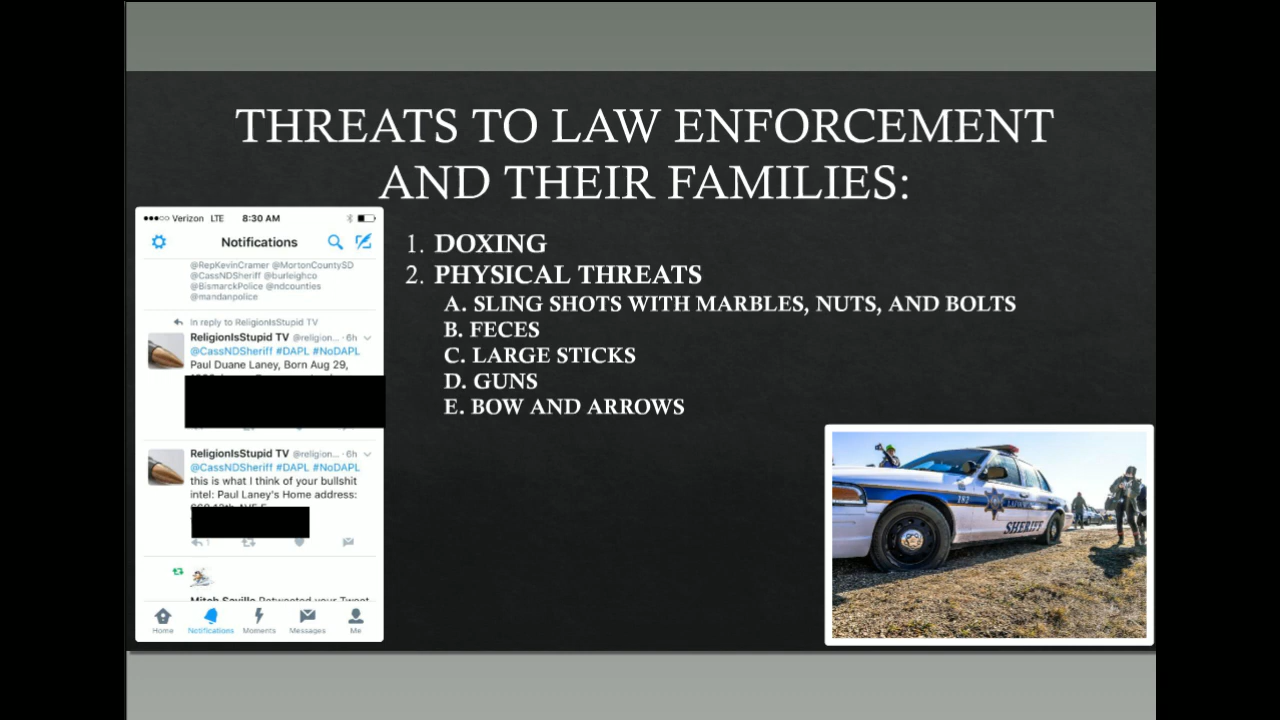 THREATS TO LAW ENFORCEMENT
AND THEIR FAMILIES:
Verizon LTE 8:30 AM
Notifications
@RepKevinCramer @MortonCountySD
@CassNDSheriff @burleighco
@BismarckPolice @ndcounties
@mandanpolice
In reply to ReligionIsStupid TV
ReligionIsStupid TV @religion... · 6h
@CassNDSheriff #DAPL #NoDAPL
Paul Duane Laney, Born Aug 29,
ReligionIsStupid TV @religion... · 6h
@CassNDSheriff #DAPL #NoDAPL
this is what I think of your bullshit
intel: Paul Laney's Home address:
Mitch Saville Retweeted your Tweet
Home Notifications Moments Messages Me
1. DOXING
2. PHYSICAL THREATS
A. SLING SHOTS WITH MARBLES, NUTS, AND BOLTS
B. FECES
C. LARGE STICKS
D. GUNS
E. BOW AND ARROWS
182
SHERIFF